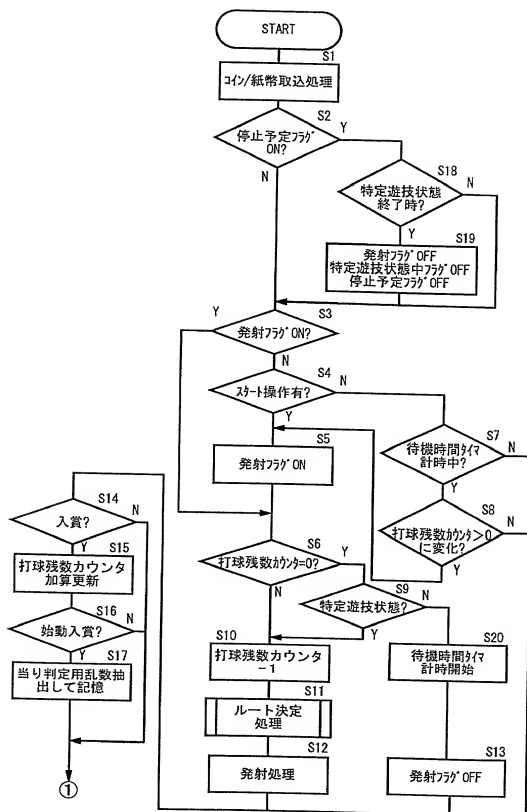 START
S1
コイン/紙幣取込処理
S2
停止予定フラグ
ON?
Y
N
S18
特定遊技状態
終了時?
N
Y
S19
発射フラグOFF
特定遊技状態中フラグOFF
停止予定フラグOFF
S3
Y
発射フラグON?
N
S4
スタート操作有?
N
Y
S5
発射フラグON
S7
待機時間タイマ
計時中?
N
Y
S8
打球残数カウンタ>0
に変化?
N
Y
S14
入賞?
N
Y
S15
打球残数カウンタ
加算更新
S16
始動入賞?
N
Y
S17
当り判定用乱数抽
出して記憶
①
S6
打球残数カウンタ=0?
Y
N
S9
特定遊技状態?
N
Y
S10
打球残数カウンタ
-1
S11
ルート決定
処理
S12
発射処理
S20
待機時間タイマ
計時開始
S13
発射フラグOFF